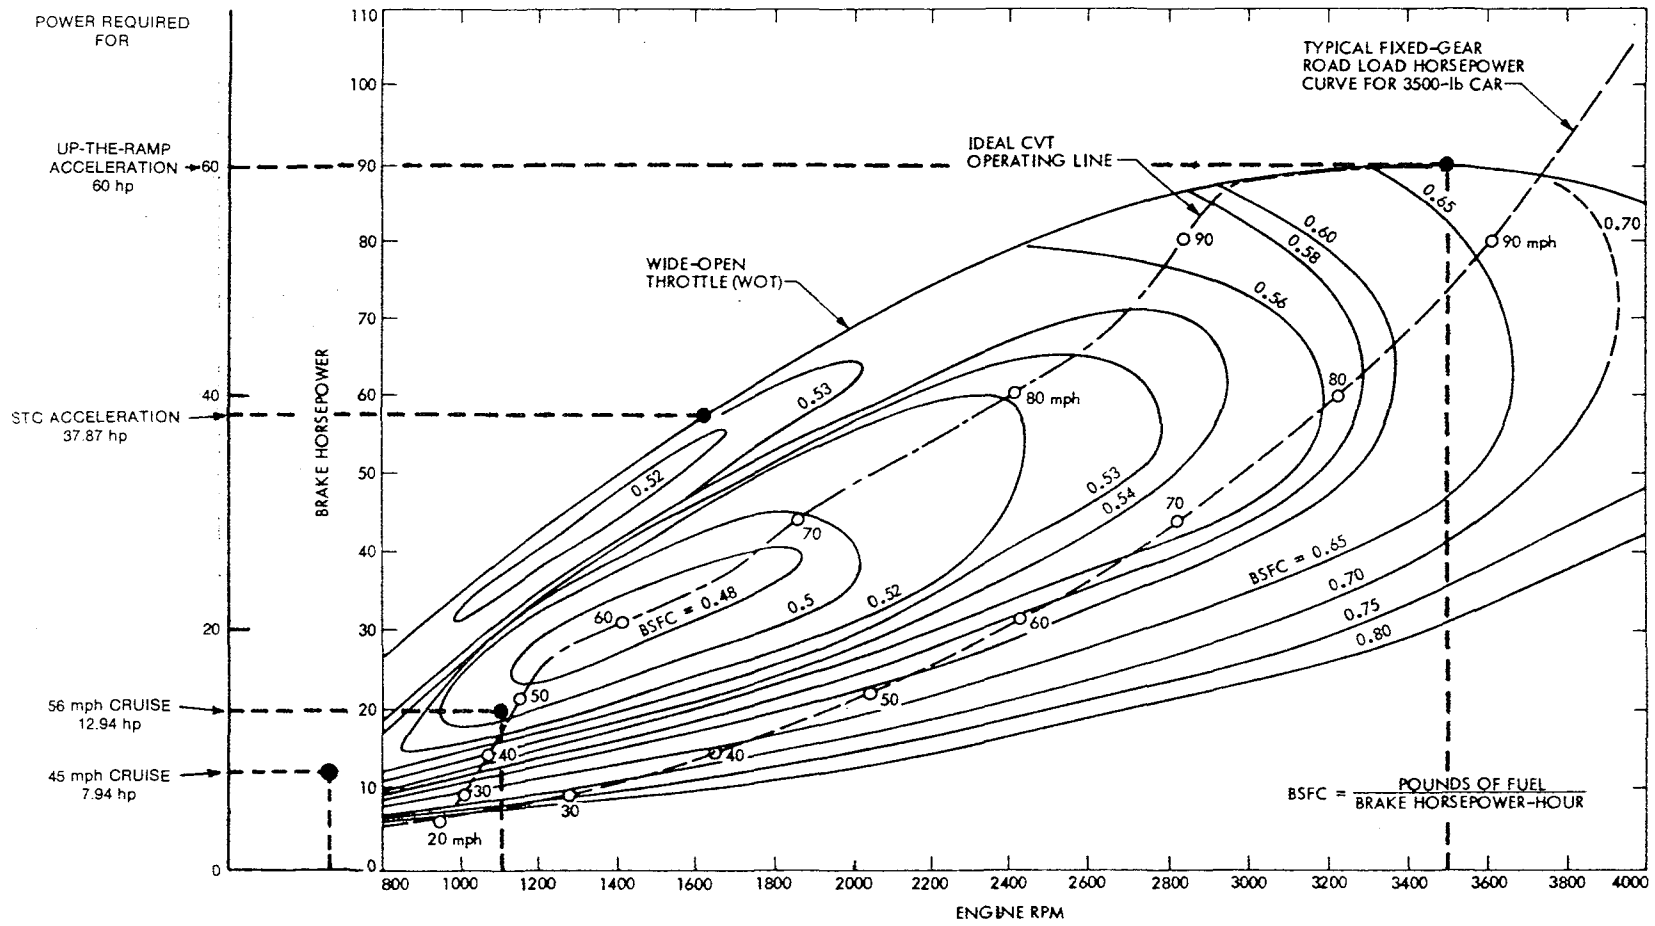 POWER REQUIRED
FOR
UP-THE-RAMP
ACCELERATION
60 hp
STC ACCELERATION
37.87 hp
56 mph CRUISE
12.94 hp
45 mph CRUISE
7.94 hp
60
40
20
0
BRAKE HORSEPOWER
110
100
90
80
70
60
50
40
30
20
10
0
TYPICAL FIXED-GEAR
ROAD LOAD HORSEPOWER
CURVE FOR 3500-lb CAR
IDEAL CVT
OPERATING LINE
WIDE-OPEN
THROTTLE (WOT)
0.65
0.70
0.60
0.58
0.56
90
90 mph
0.53
80 mph
80
0.52
0.53
0.54
70
70
BSFC = 0.65
0.70
0.75
0.80
60
BSFC = 0.48
0.5
0.52
60
50
50
40
40
30
30
20 mph
BSFC = POUNDS OF FUEL
BRAKE HORSEPOWER-HOUR
800 1000 1200 1400 1600 1800 2000 2200 2400 2600 2800 3000 3200 3400 3600 3800 4000
ENGINE RPM